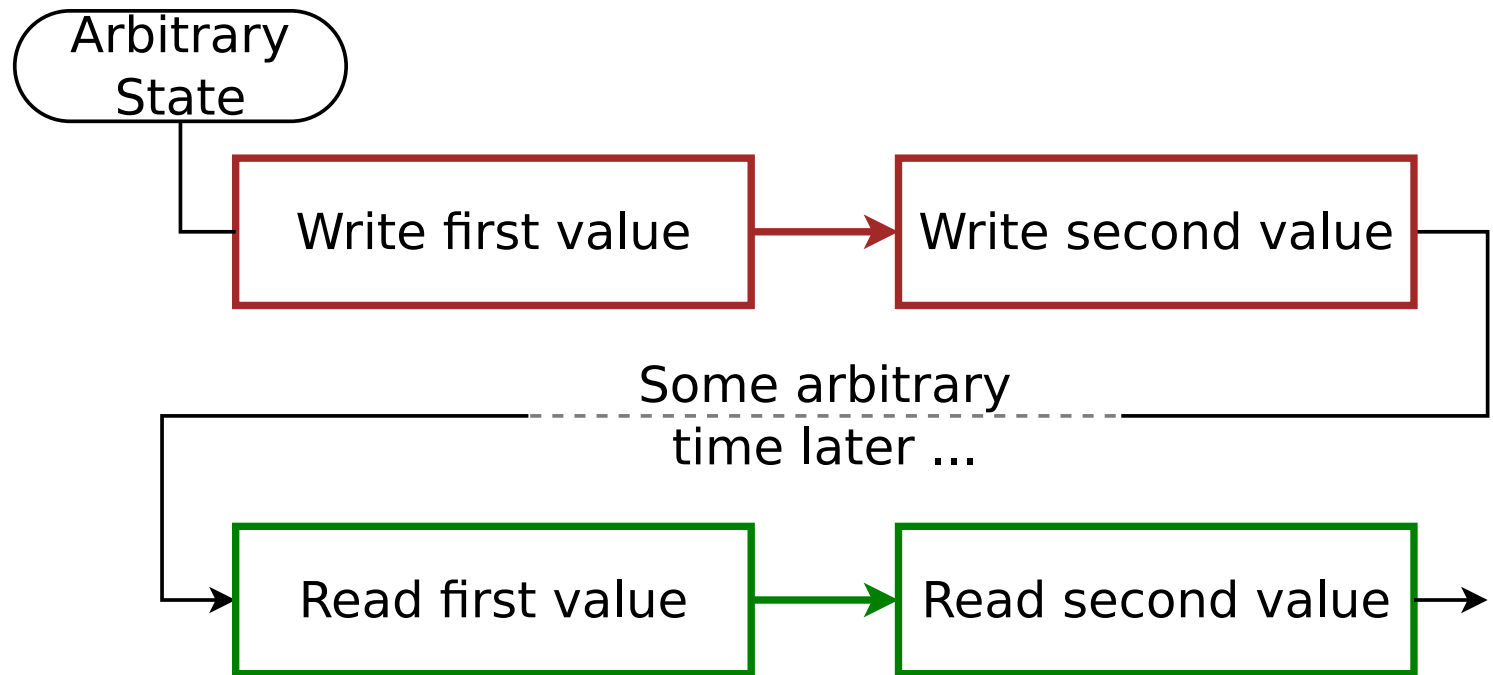 Arbitrary
State
Write first value
Write second value
Some arbitrary
time later ...
Read first value
Read second value